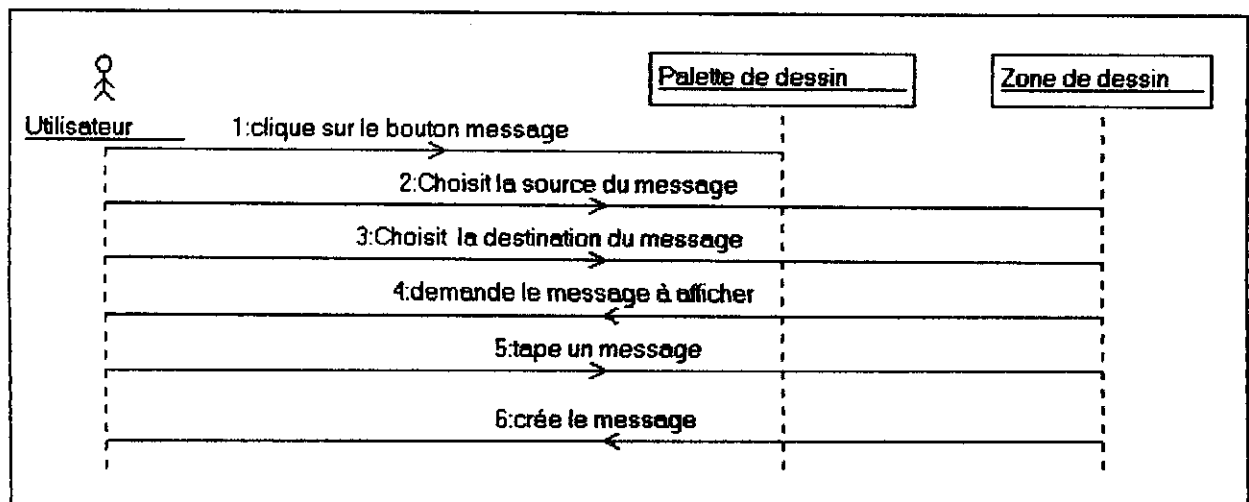 Palette de dessin
Zone de dessin
Utilisateur
1:clique sur le bouton message
2:Choisit la source du message
3:Choisit la destination du message
4:demande le message à afficher
5:tape un message
6:crée le message